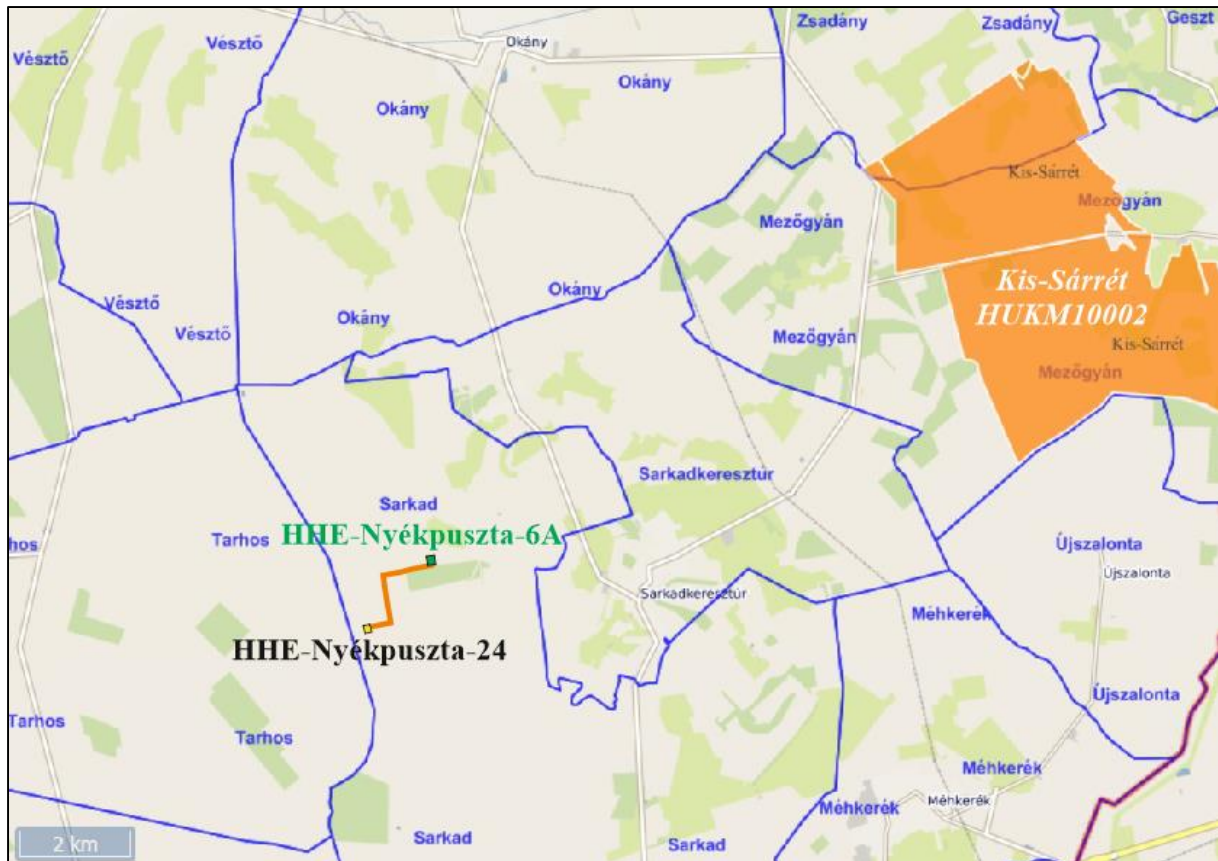 Zsadány
Zsadány
Geszt
Vésztő
Vésztő
Okány
Vésztő
Okány
Okány
Kis-Sárrét
Mezőgyán
Mezőgyán
Kis-Sárrét
HUKM10002
Okány
Vésztő
Okány
Vésztő
Mezőgyán
Kis-Sárrét
Mezőgyán
Sarkadkeresztúr
Sarkad
HHE-Nyékpuszta-6A
Tarhos
hos
Újszalonta
Újszalonta
Sarkadkeresztúr
Méhkerék
HHE-Nyékpuszta-24
Újszalonta
Tarhos
Tarhos
Méhkerék
Méhkerék
Méhkerék
Sarkad
Sarkad
2 km